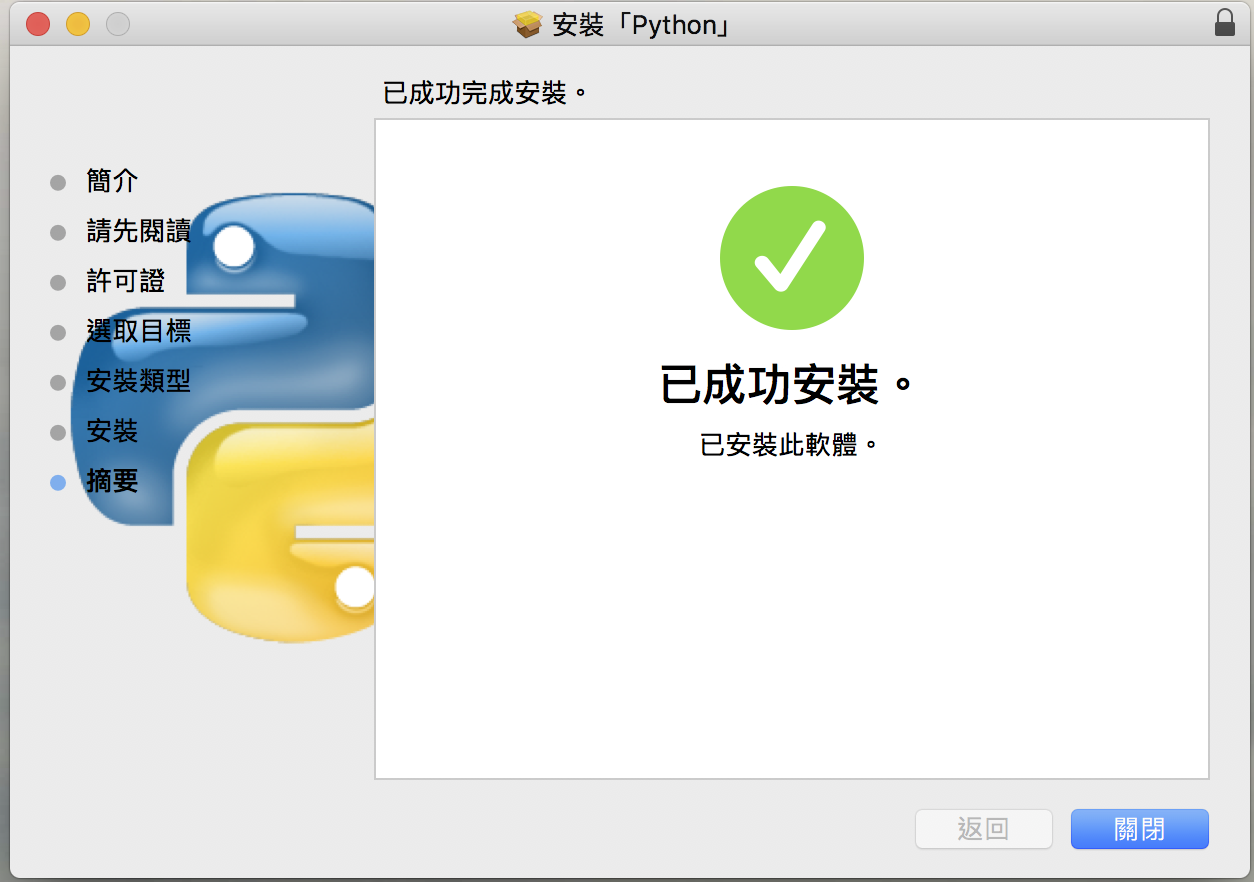 安裝「Python」
已成功完成安裝。
簡介
請先閱讀
許可證
選取目標
安裝類型
安裝
摘要
已成功安裝。
已安裝此軟體。
返回
關閉